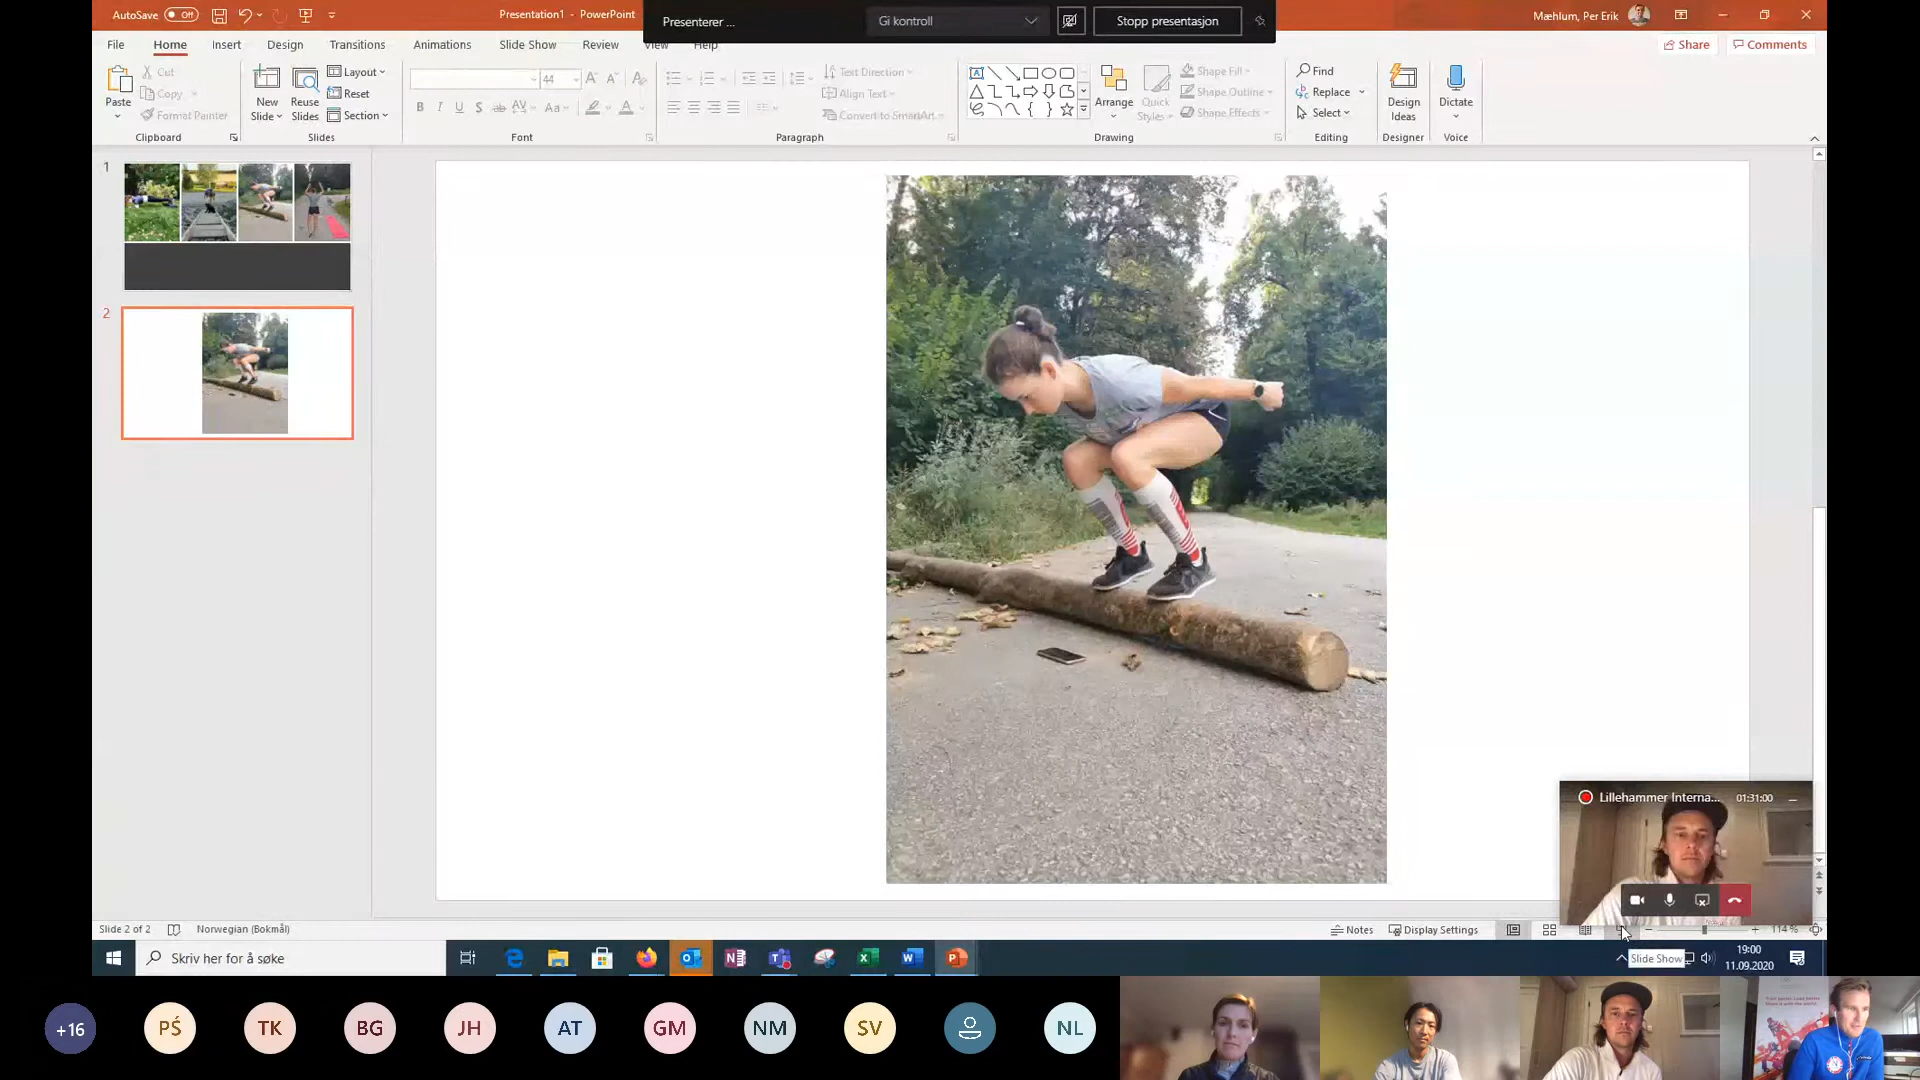 AutoSave Off
Presentation1 - PowerPoint
Presenterer ...
Gi kontroll
Stopp presentasjon
Mæhlum, Per Erik
File Home Insert Design Transitions Animations Slide Show Review View Help
Share Comments
Paste
Cut
Copy
Format Painter
Clipboard
New Slide
Reuse Slides
Layout
Reset
Section
Slides
44
Font
Text Direction
Align Text
Convert to SmartArt
Paragraph
Arrange
Quick Styles
Shape Fill
Shape Outline
Shape Effects
Drawing
Find
Replace
Select
Editing
Design Ideas
Designer
Dictate
Voice
1
2
Lillehammer Interna... 01:31:00
Slide 2 of 2 Norwegian (Bokmål)
Notes Display Settings 114 %
Skriv her for å søke
Slide Show
19:00
11.09.2020
+16 PŚ TK BG JH AT GM NM SV NL